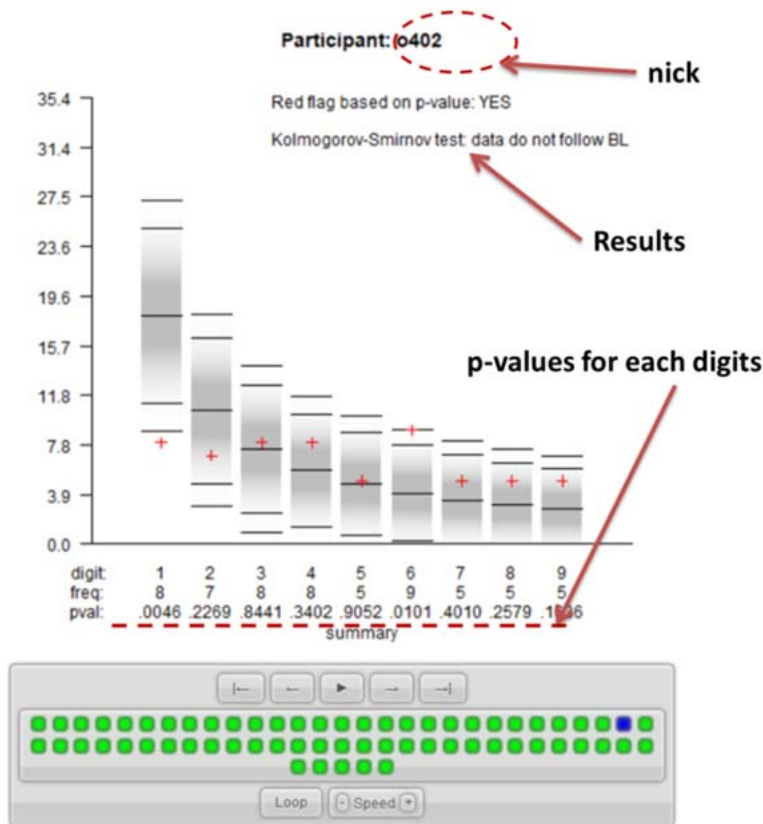 Participant: o402
nick
Red flag based on p-value: YES
Kolmogorov-Smirnov test: data do not follow BL
Results
p-values for each digits
35.4
31.4
27.5
23.6
19.6
15.7
11.8
7.8
3.9
0.0
digit: 1 2 3 4 5 6 7 8 9
freq: 8 7 8 8 5 9 5 5 5
pval: .0046 .2269 .8441 .3402 .9052 .0101 .4010 .2579
summary
Loop
- Speed +